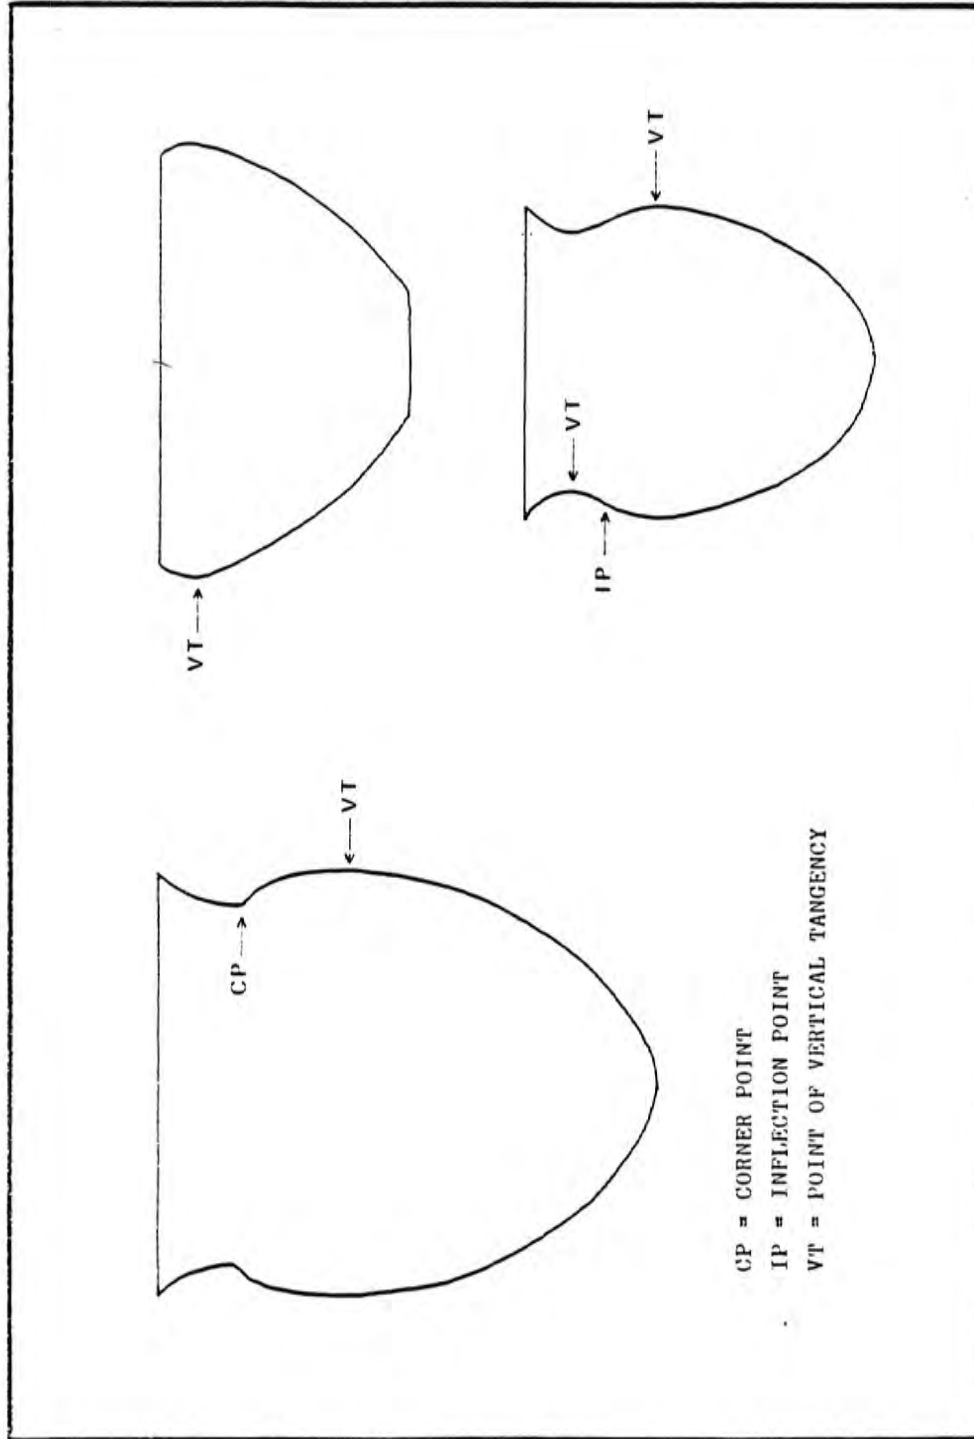 VT
VT
VT
IP
VT
CP
CP = CORNER POINT
IP = INFLECTION POINT
VT = POINT OF VERTICAL TANGENCY